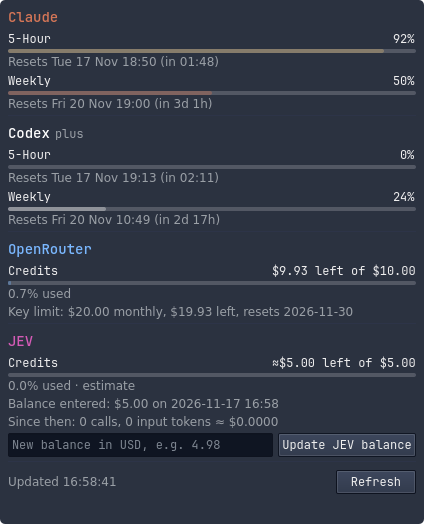 Claude
5-Hour 92%
Resets Tue 17 Nov 18:50 (in 01:48)
Weekly 50%
Resets Fri 20 Nov 19:00 (in 3d 1h)
Codex plus
5-Hour 0%
Resets Tue 17 Nov 19:13 (in 02:11)
Weekly 24%
Resets Fri 20 Nov 10:49 (in 2d 17h)
OpenRouter
Credits $9.93 left of $10.00
0.7% used
Key limit: $20.00 monthly, $19.93 left, resets 2026-11-30
JEV
Credits ≈$5.00 left of $5.00
0.0% used · estimate
Balance entered: $5.00 on 2026-11-17 16:58
Since then: 0 calls, 0 input tokens ≈ $0.0000
New balance in USD, e.g. 4.98 Update JEV balance
Updated 16:58:41 Refresh